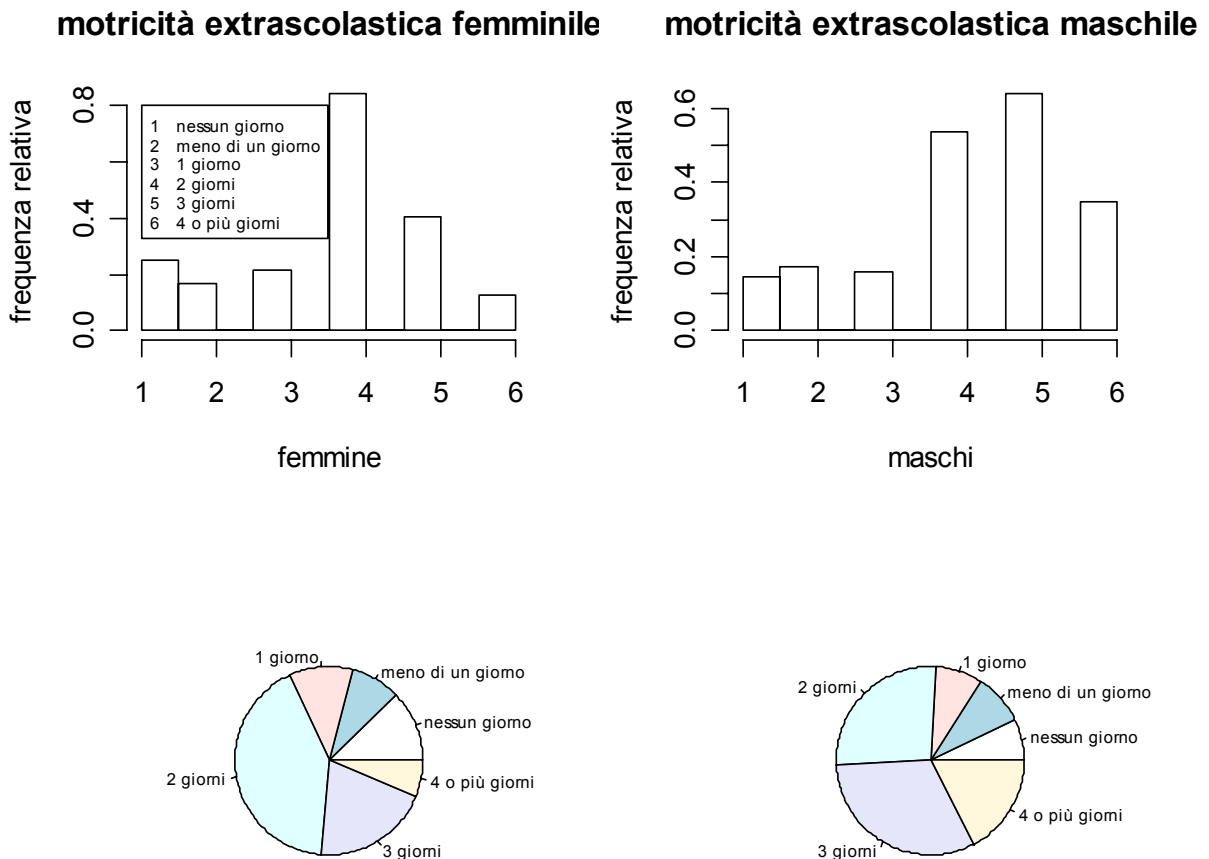 motricità extrascolastica femminile
frequenza relativa
0.0 0.4 0.8
1 nessun giorno
2 meno di un giorno
3 1 giorno
4 2 giorni
5 3 giorni
6 4 o più giorni
1 2 3 4 5 6
femmine
motricità extrascolastica maschile
frequenza relativa
0.0 0.2 0.4 0.6
1 2 3 4 5 6
maschi
1 giorno
meno di un giorno
nessun giorno
2 giorni
4 o più giorni
3 giorni
1 giorno
2 giorni
meno di un giorno
nessun giorno
4 o più giorni
3 giorni